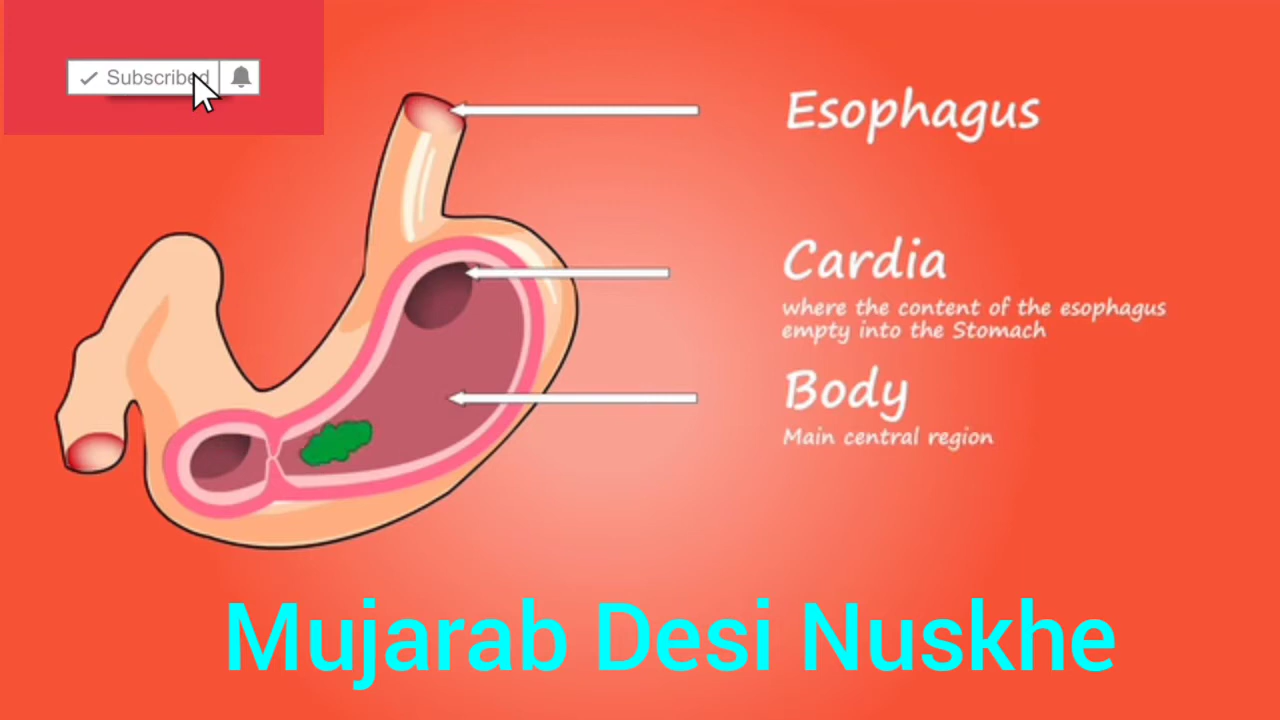 Subscribed
Esophagus
Cardia
where the content of the esophagus
empty into the Stomach
Body
Main central region
Mujarab Desi Nuskhe